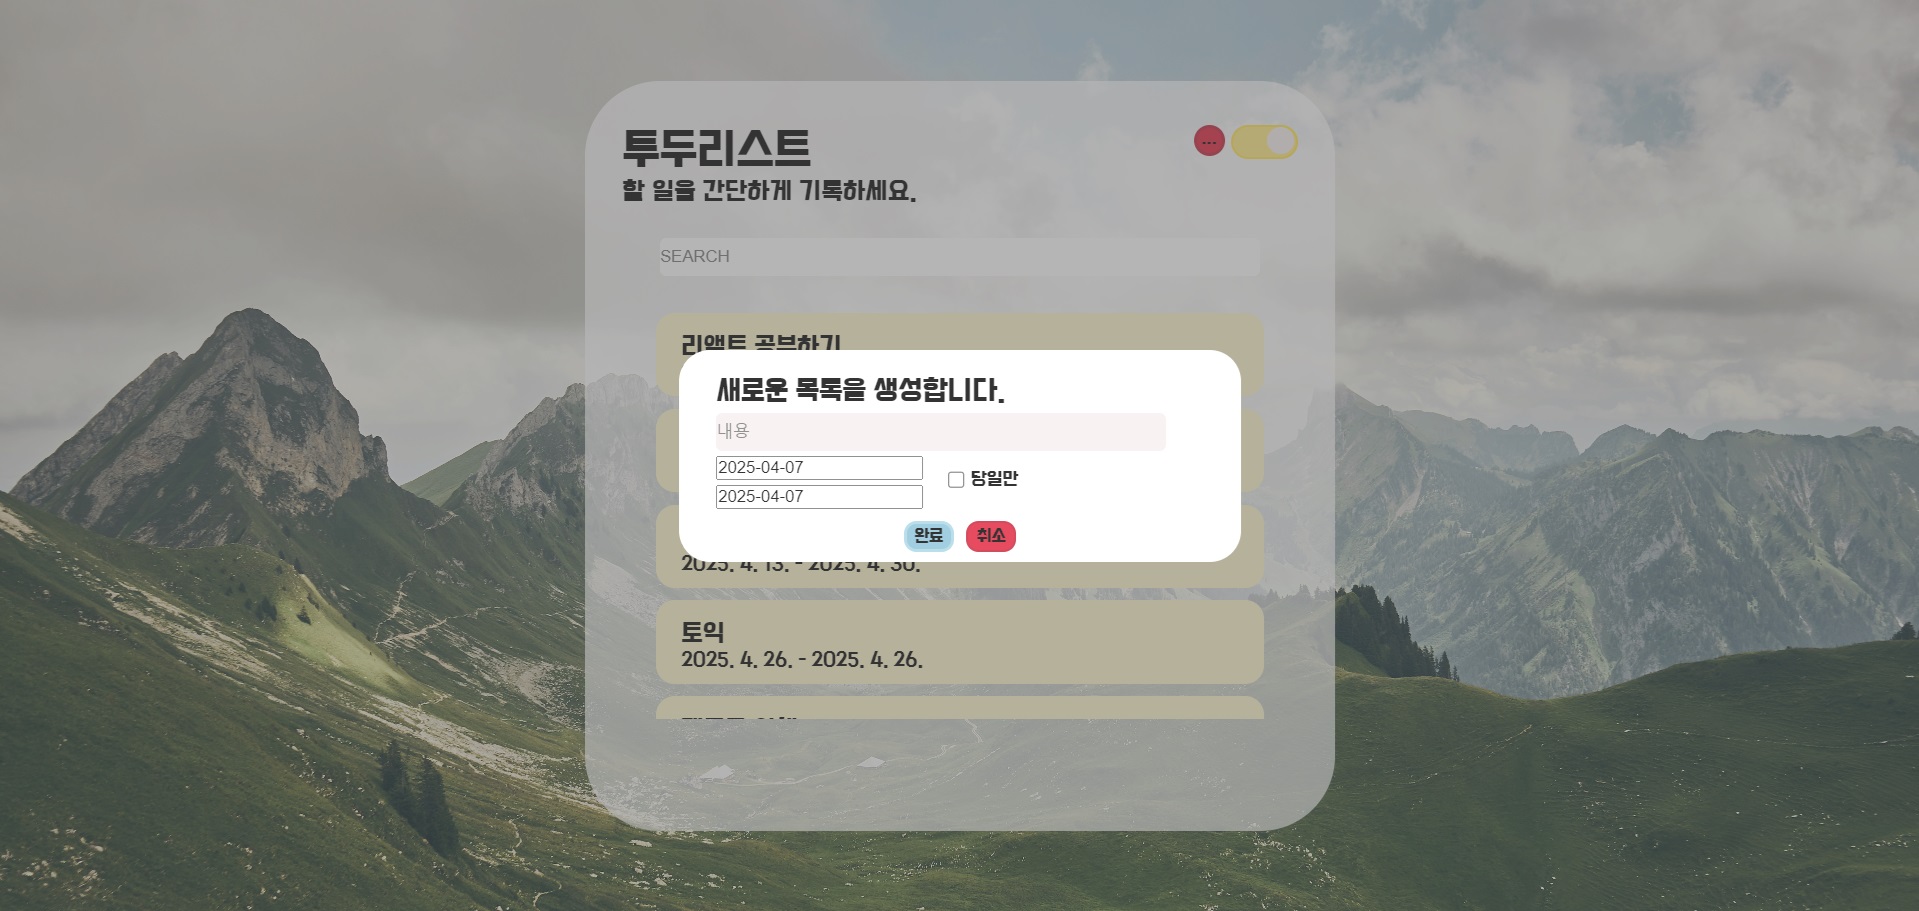 투두리스트
...
할 일을 간단하게 기록하세요.
SEARCH
리액트 공부하기
새로운 목록을 생성합니다.
내용
2025-04-07
당일만
2025-04-07
완료
취소
2025. 4. 13. - 2025. 4. 30.
토익
2025. 4. 26. - 2025. 4. 26.